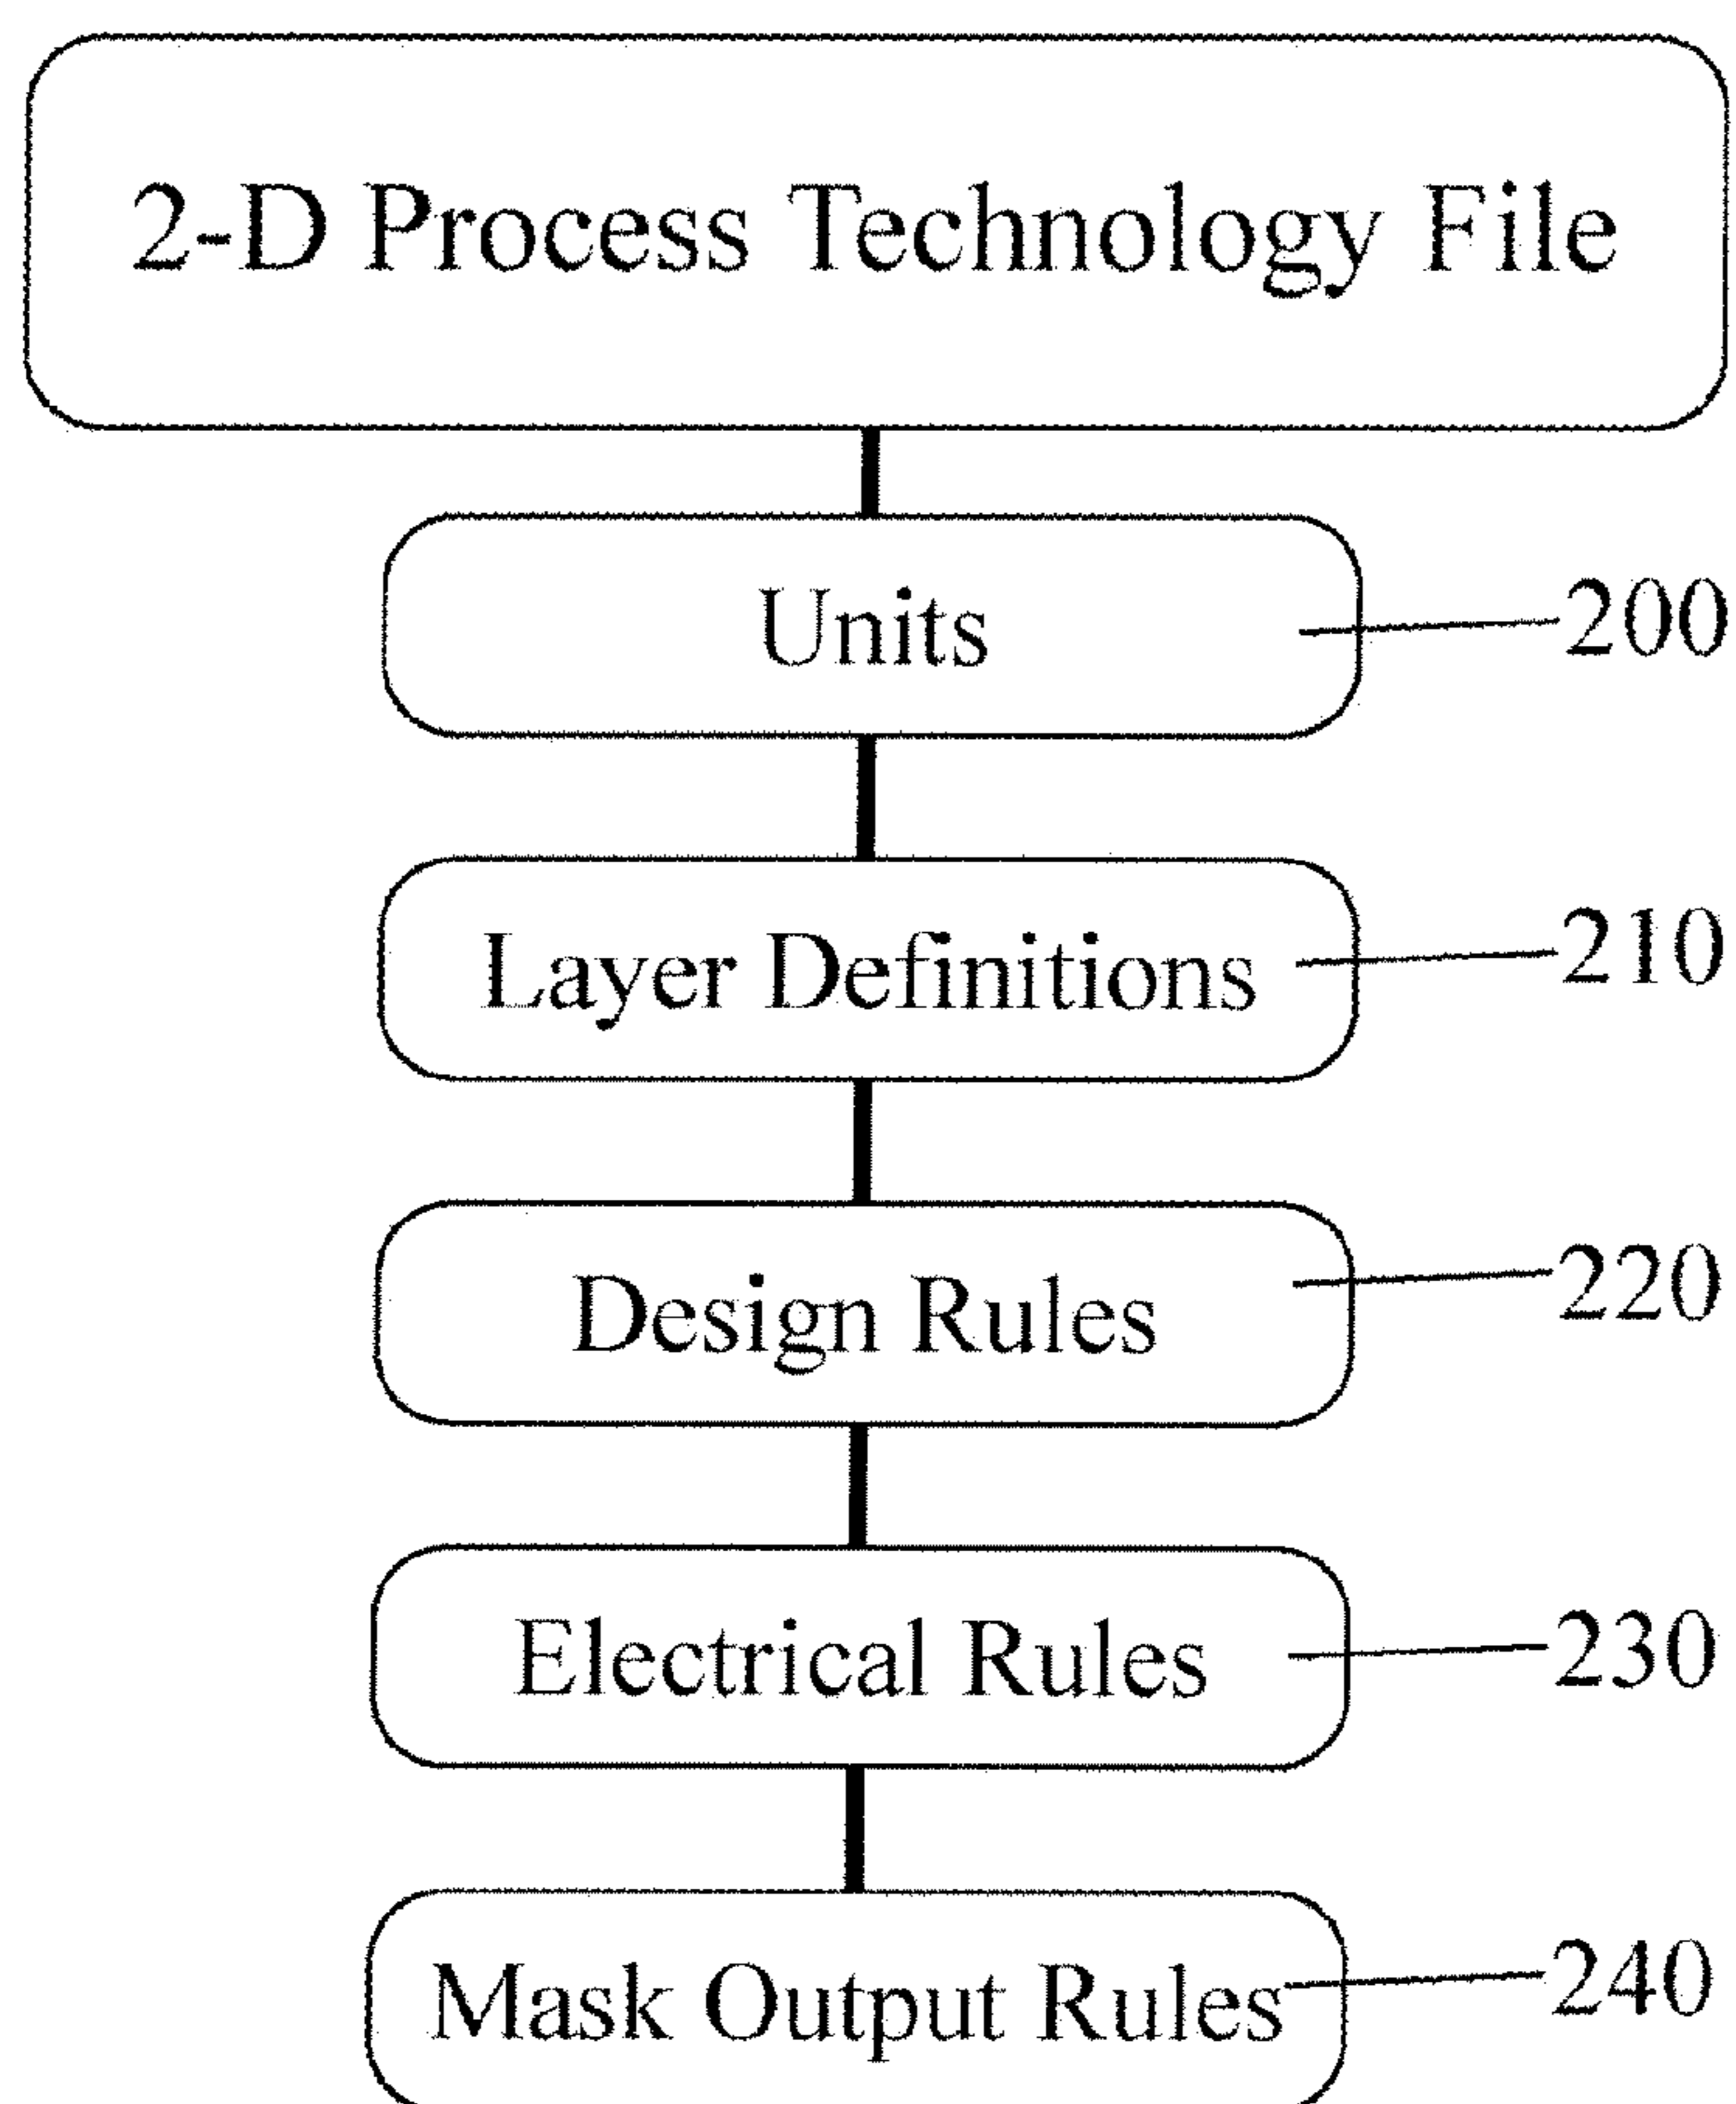 2-D Process Technology File
Units
200
Layer Definitions
210
Design Rules
220
Electrical Rules
230
Mask Output Rules
240